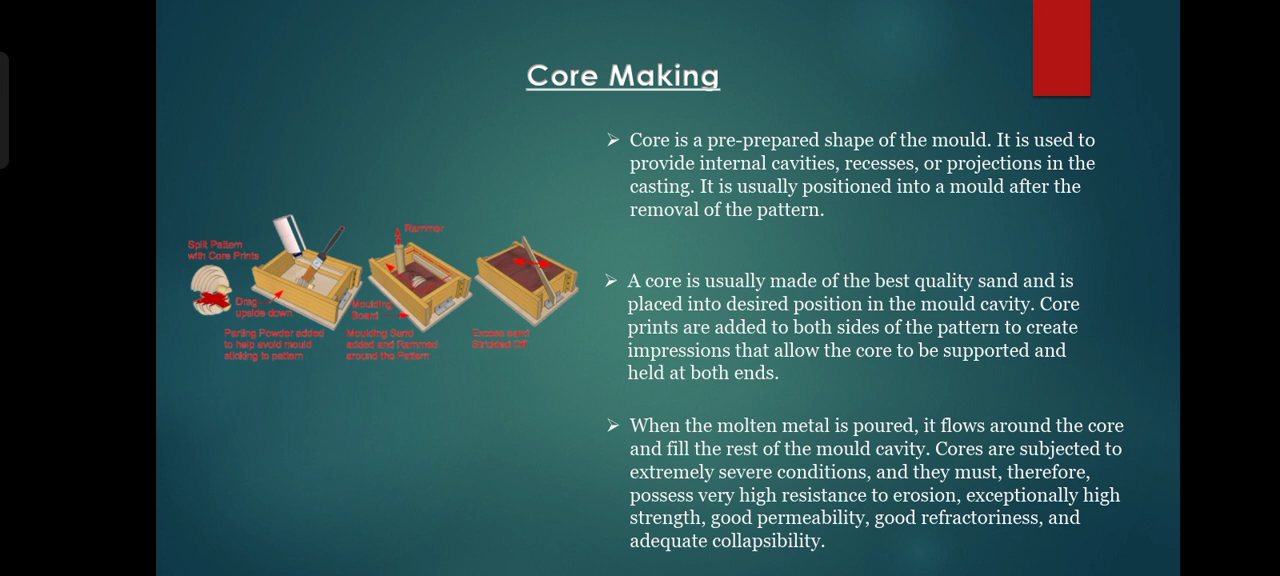 Core Making
Core is a pre-prepared shape of the mould. It is used to
provide internal cavities, recesses, or projections in the
casting. It is usually positioned into a mould after the
removal of the pattern.
A core is usually made of the best quality sand and is
placed into desired position in the mould cavity. Core
prints are added to both sides of the pattern to create
impressions that allow the core to be supported and
held at both ends.
When the molten metal is poured, it flows around the core
and fill the rest of the mould cavity. Cores are subjected to
extremely severe conditions, and they must, therefore,
possess very high resistance to erosion, exceptionally high
strength, good permeability, good refractoriness, and
adequate collapsibility.
Split Pattern
with Core Prints
Drag
upside down
Parting Powder added
to help avoid mould
sticking to pattern
Rammer
Moulding
Board
Moulding Sand
added and Rammed
around the Pattern
Excess sand
Strickled Off